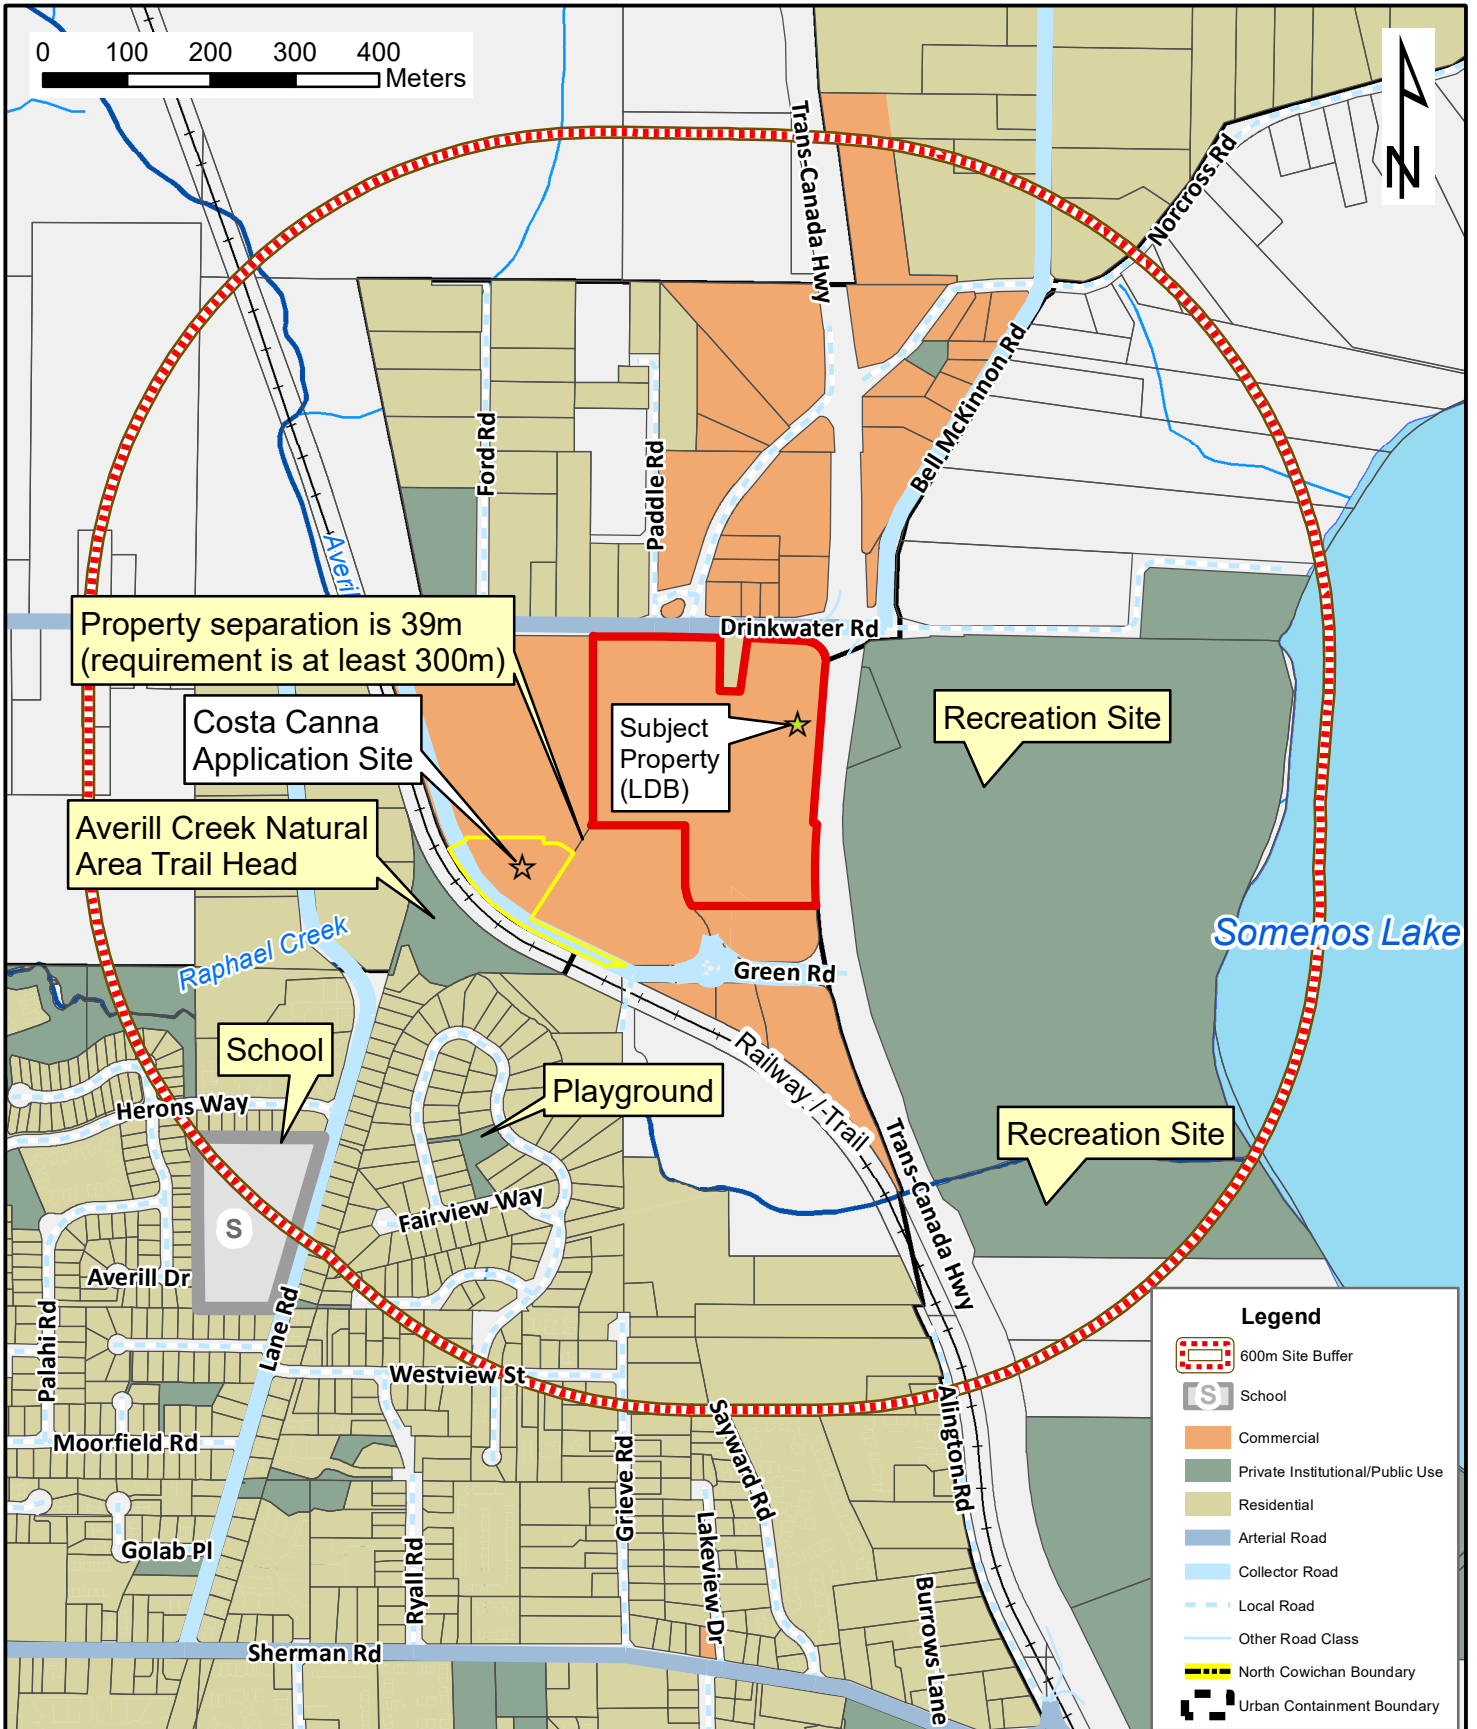 0 100 200 300 400
Meters
N
Trans-Canada Hwy
Norcross Rd
Bell McKinnon Rd
Ford Rd
Paddle Rd
Averil
Property separation is 39m
(requirement is at least 300m)
Drinkwater Rd
Costa Canna
Application Site
Subject
Property
(LDB)
Recreation Site
Averill Creek Natural
Area Trail Head
Raphael Creek
Somenos Lake
Green Rd
School
Railway / Trail
Playground
Herons Way
Recreation Site
Trans-Canada Hwy
Fairview Way
S
Averill Dr
Palahi Rd
Lane Rd
Westview St
Alington Rd
Sayward Rd
Moorfield Rd
Grieve Rd
Lakeview Dr
Golab Pl
Ryall Rd
Burrows Lane
Sherman Rd
Legend
600m Site Buffer
S School
Commercial
Private Institutional/Public Use
Residential
Arterial Road
Collector Road
Local Road
Other Road Class
North Cowichan Boundary
Urban Containment Boundary